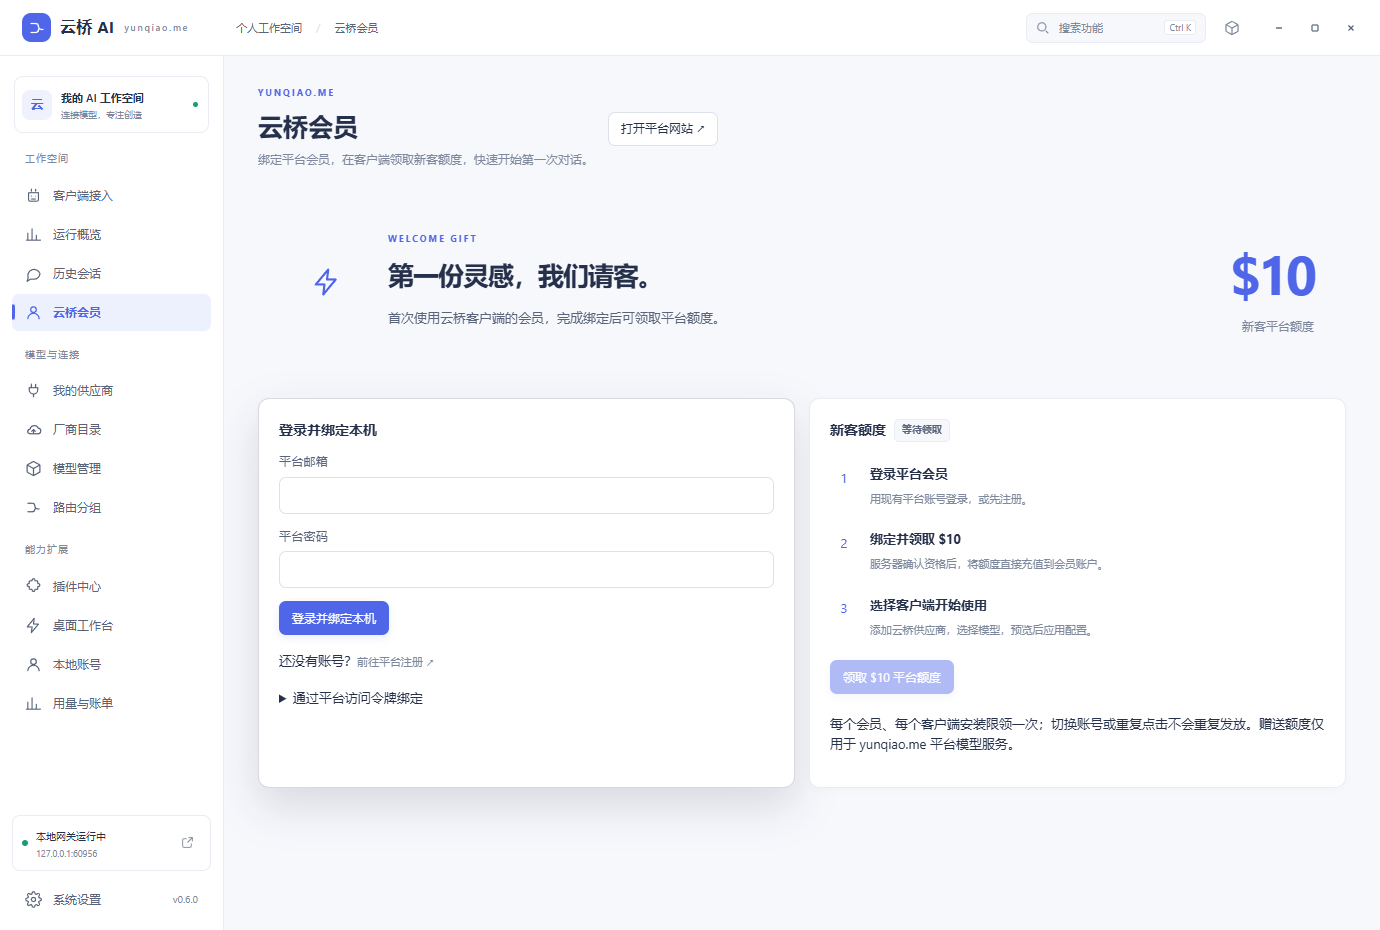 云桥 AI yunqiao.me
个人工作空间 / 云桥会员
搜索功能 Ctrl K
云 我的 AI 工作空间
连接模型，专注创造
工作空间
客户端接入
运行概览
历史会话
云桥会员
模型与连接
我的供应商
厂商目录
模型管理
路由分组
能力扩展
插件中心
桌面工作台
本地账号
用量与账单
本地网关运行中
127.0.0.1:60956
系统设置 v0.6.0
YUNQIAO.ME
云桥会员
打开平台网站 ↗
绑定平台会员，在客户端领取新客额度，快速开始第一次对话。
WELCOME GIFT
第一份灵感，我们请客。
首次使用云桥客户端的会员，完成绑定后可领取平台额度。
$10
新客平台额度
登录并绑定本机
平台邮箱
平台密码
登录并绑定本机
还没有账号？前往平台注册 ↗
▶ 通过平台访问令牌绑定
新客额度 等待领取
1 登录平台会员
用现有平台账号登录，或先注册。
2 绑定并领取 $10
服务器确认资格后，将额度直接充值到会员账户。
3 选择客户端开始使用
添加云桥供应商，选择模型，预览后应用配置。
领取 $10 平台额度
每个会员、每个客户端安装限领一次；切换账号或重复点击不会重复发放。赠送额度仅
用于 yunqiao.me 平台模型服务。